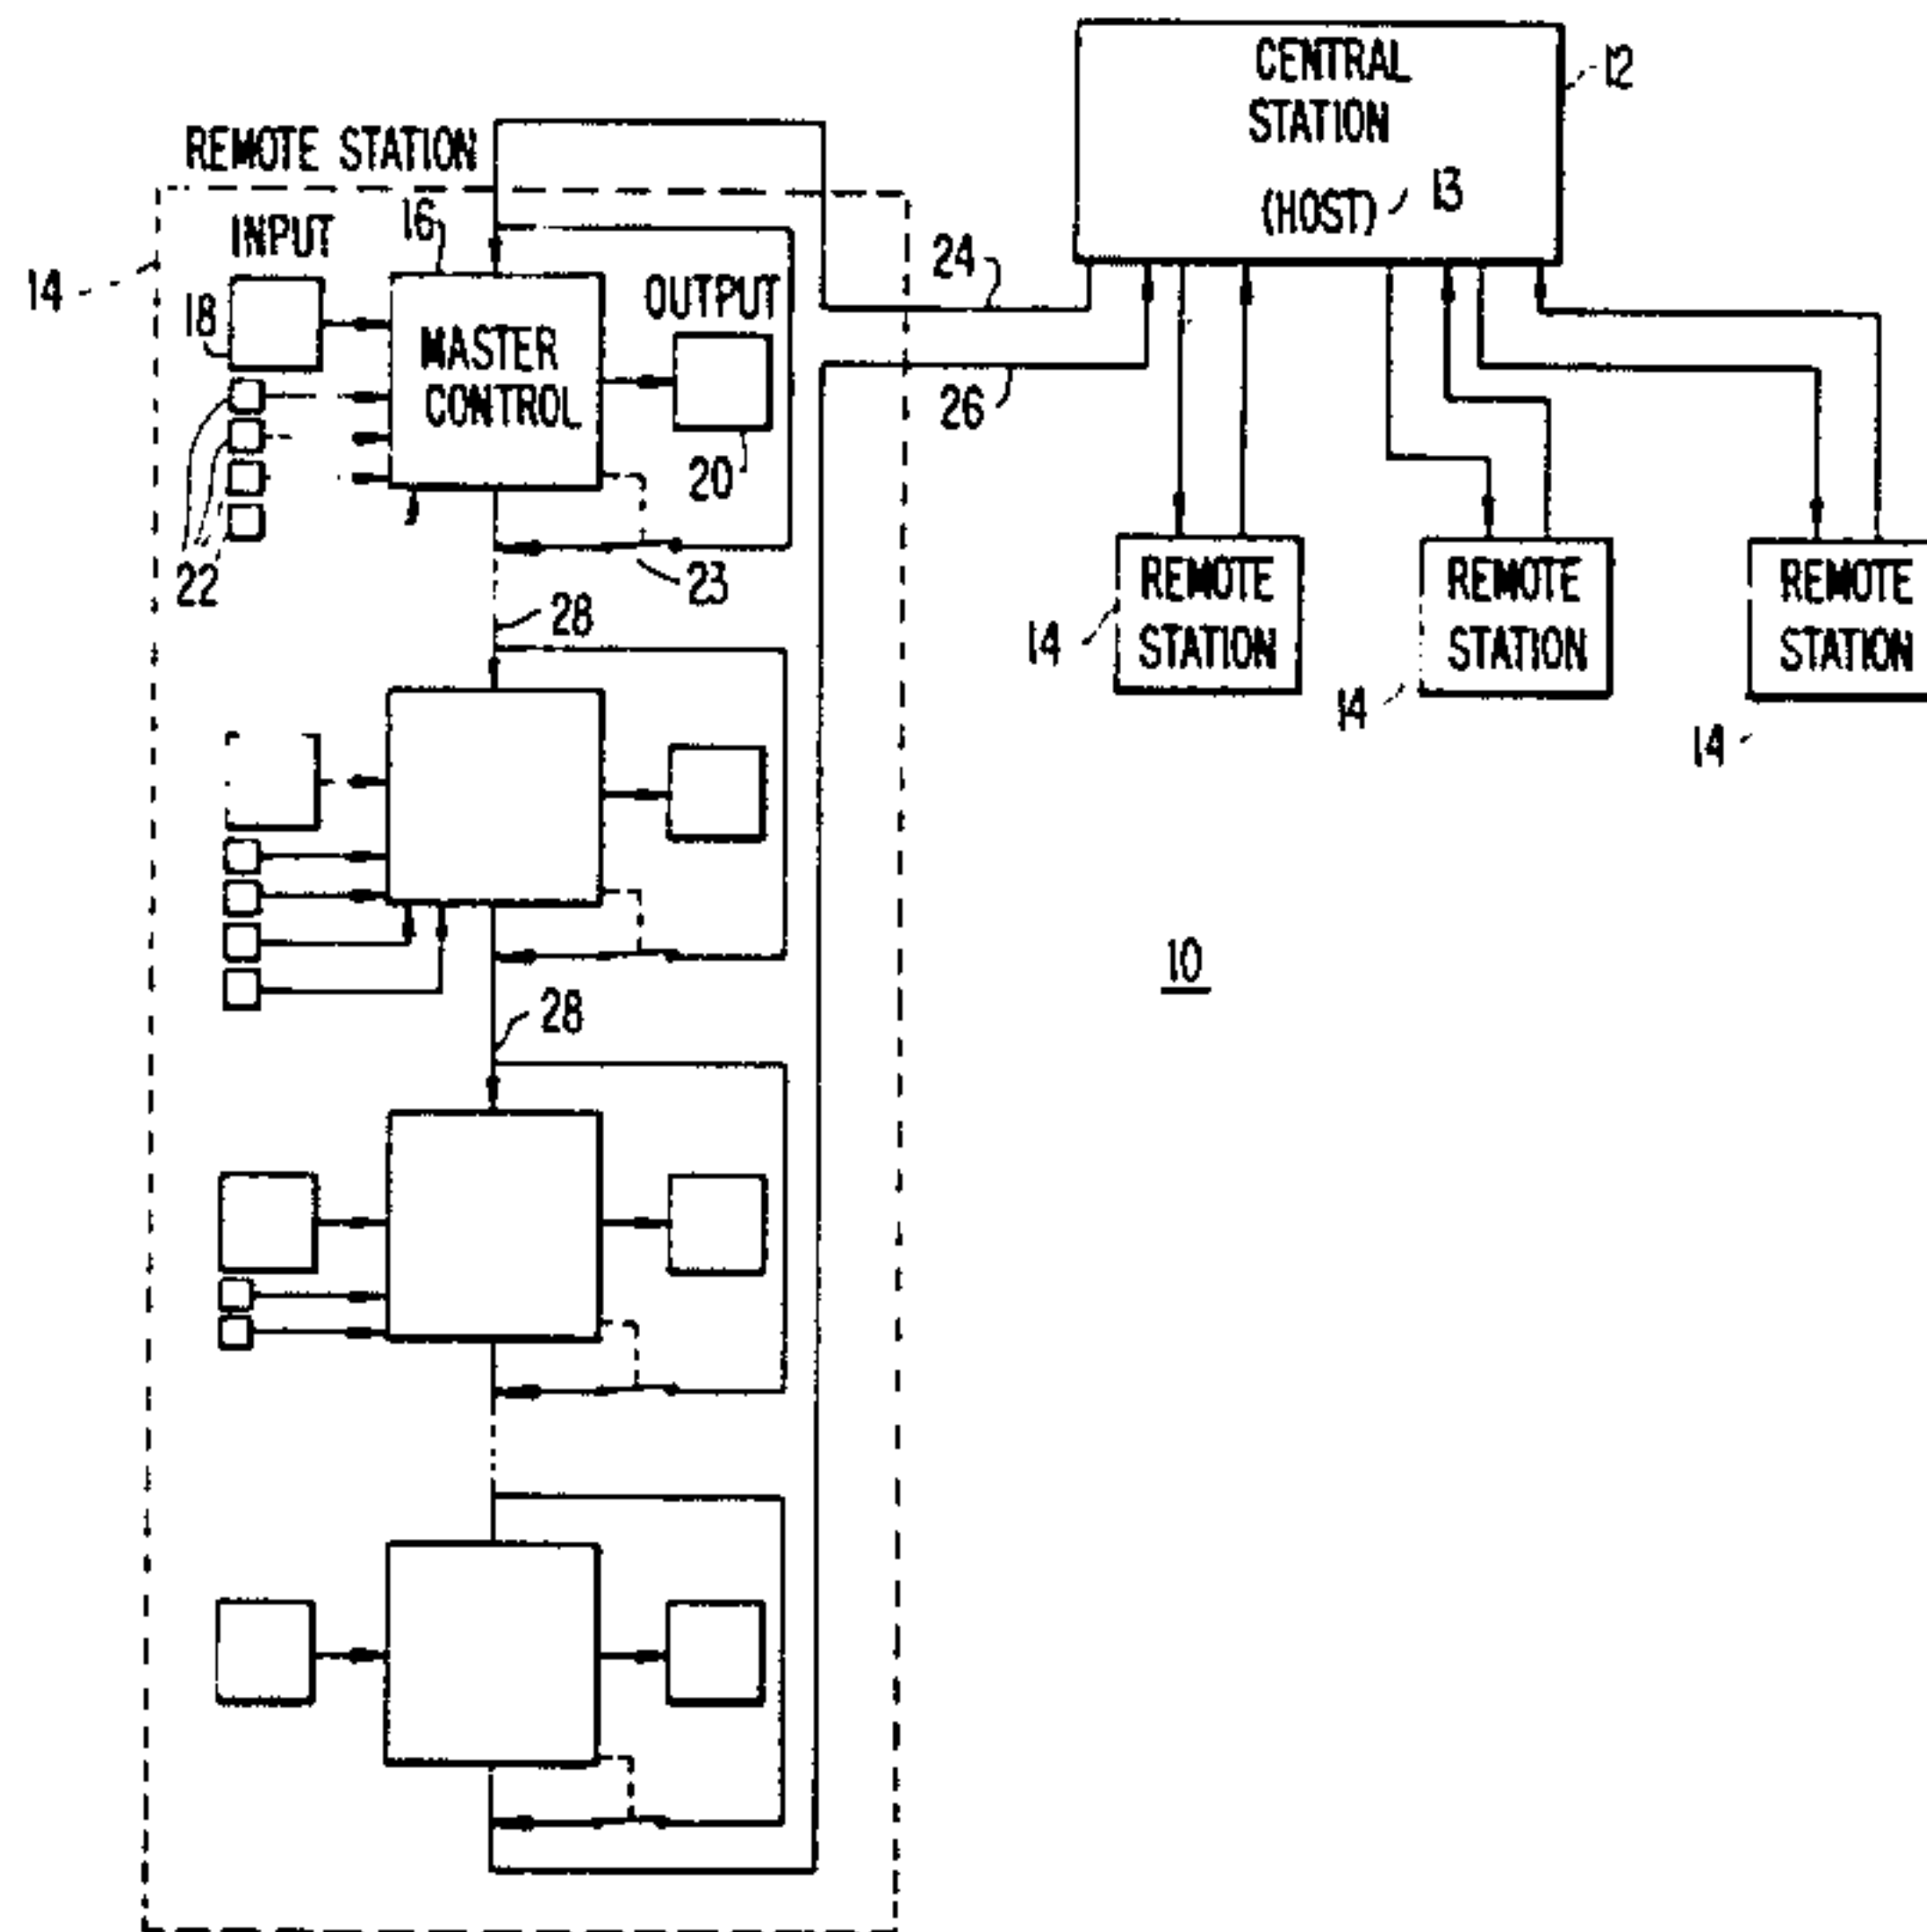 CENTRAL
STATION
(HOST)
13
12
REMOTE STATION
INPUT
16
14
18
MASTER
CONTROL
OUTPUT
20
22
23
24
26
28
REMOTE
STATION
14
REMOTE
STATION
14
REMOTE
STATION
14
10
28